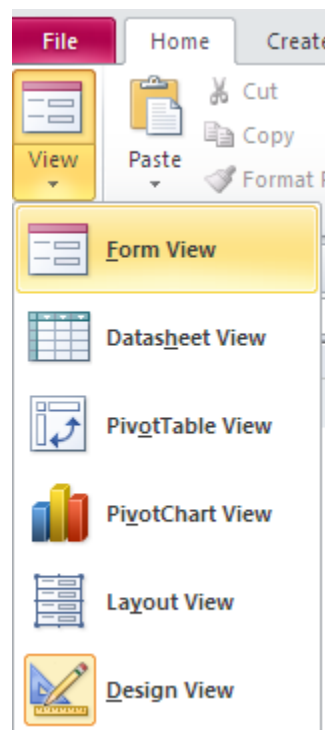 File Home Create
View Paste Cut
Copy
Format
Form View
Datasheet View
PivotTable View
PivotChart View
Layout View
Design View